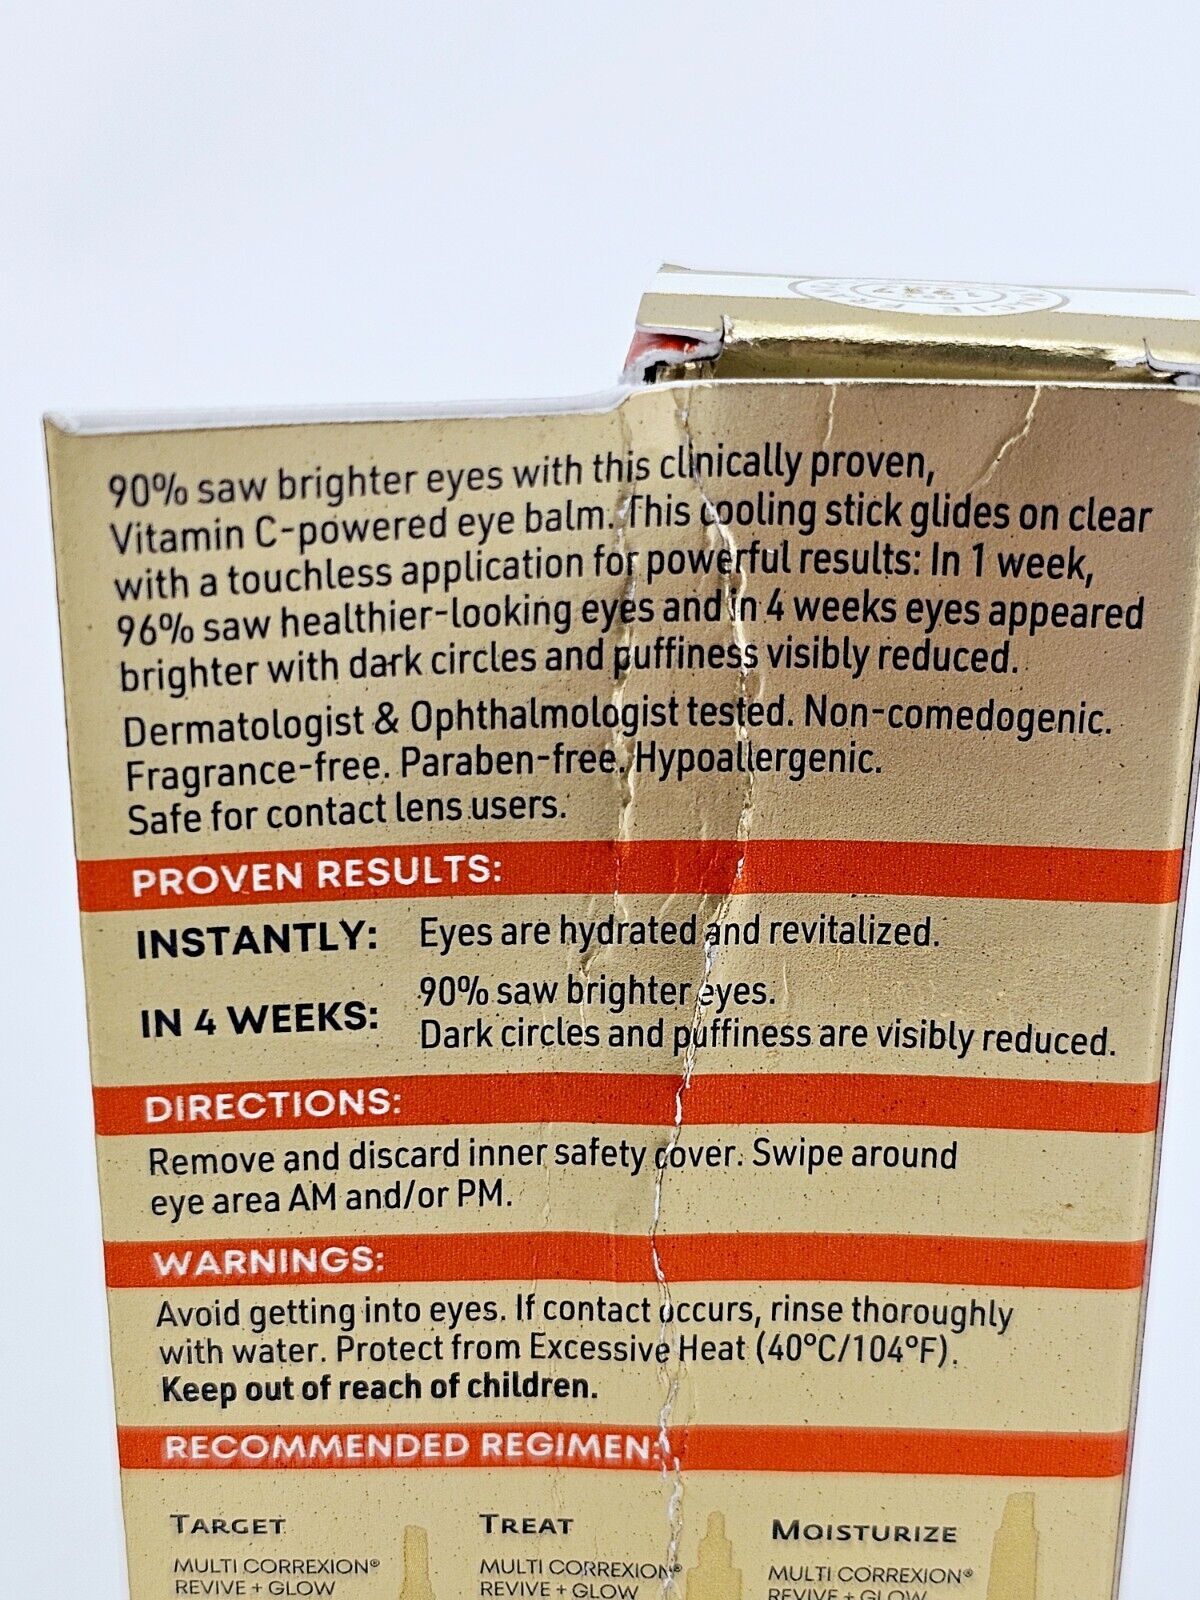 90% saw brighter eyes with this clinically proven,
Vitamin C-powered eye balm. This cooling stick glides on clear
with a touchless application for powerful results: In 1 week,
96% saw healthier-looking eyes and in 4 weeks eyes appeared
brighter with dark circles and puffiness visibly reduced.
Dermatologist & Ophthalmologist tested. Non-comedogenic.
Fragrance-free. Paraben-free. Hypoallergenic.
Safe for contact lens users.
PROVEN RESULTS:
INSTANTLY: Eyes are hydrated and revitalized.
IN 4 WEEKS: 90% saw brighter eyes.
Dark circles and puffiness are visibly reduced.
DIRECTIONS:
Remove and discard inner safety cover. Swipe around
eye area AM and/or PM.
WARNINGS:
Avoid getting into eyes. If contact occurs, rinse thoroughly
with water. Protect from Excessive Heat (40°C/104°F).
Keep out of reach of children.
RECOMMENDED REGIMEN:
TARGET TREAT MOISTURIZE
MULTI CORREXION® MULTI CORREXION® MULTI CORREXION®
REVIVE + GLOW REVIVE + GLOW REVIVE + GLOW